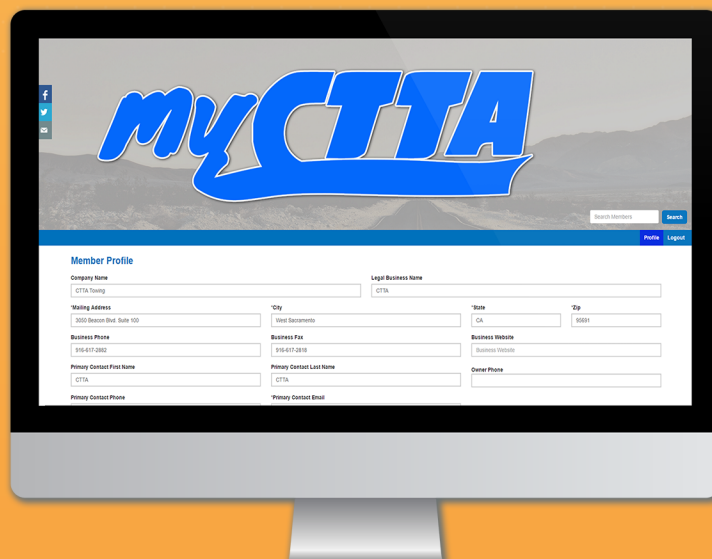 my CTTA
Search Members
Search
Profile Logout
Member Profile
Company Name Legal Business Name
CTTA Towing CTTA
*Mailing Address *City *State *Zip
3050 Beacon Blvd. Suite 100 West Sacramento CA 95691
Business Phone Business Fax Business Website
916-617-2882 916-617-2818 Business Website
Primary Contact First Name Primary Contact Last Name Owner Phone
CTTA CTTA
Primary Contact Phone *Primary Contact Email